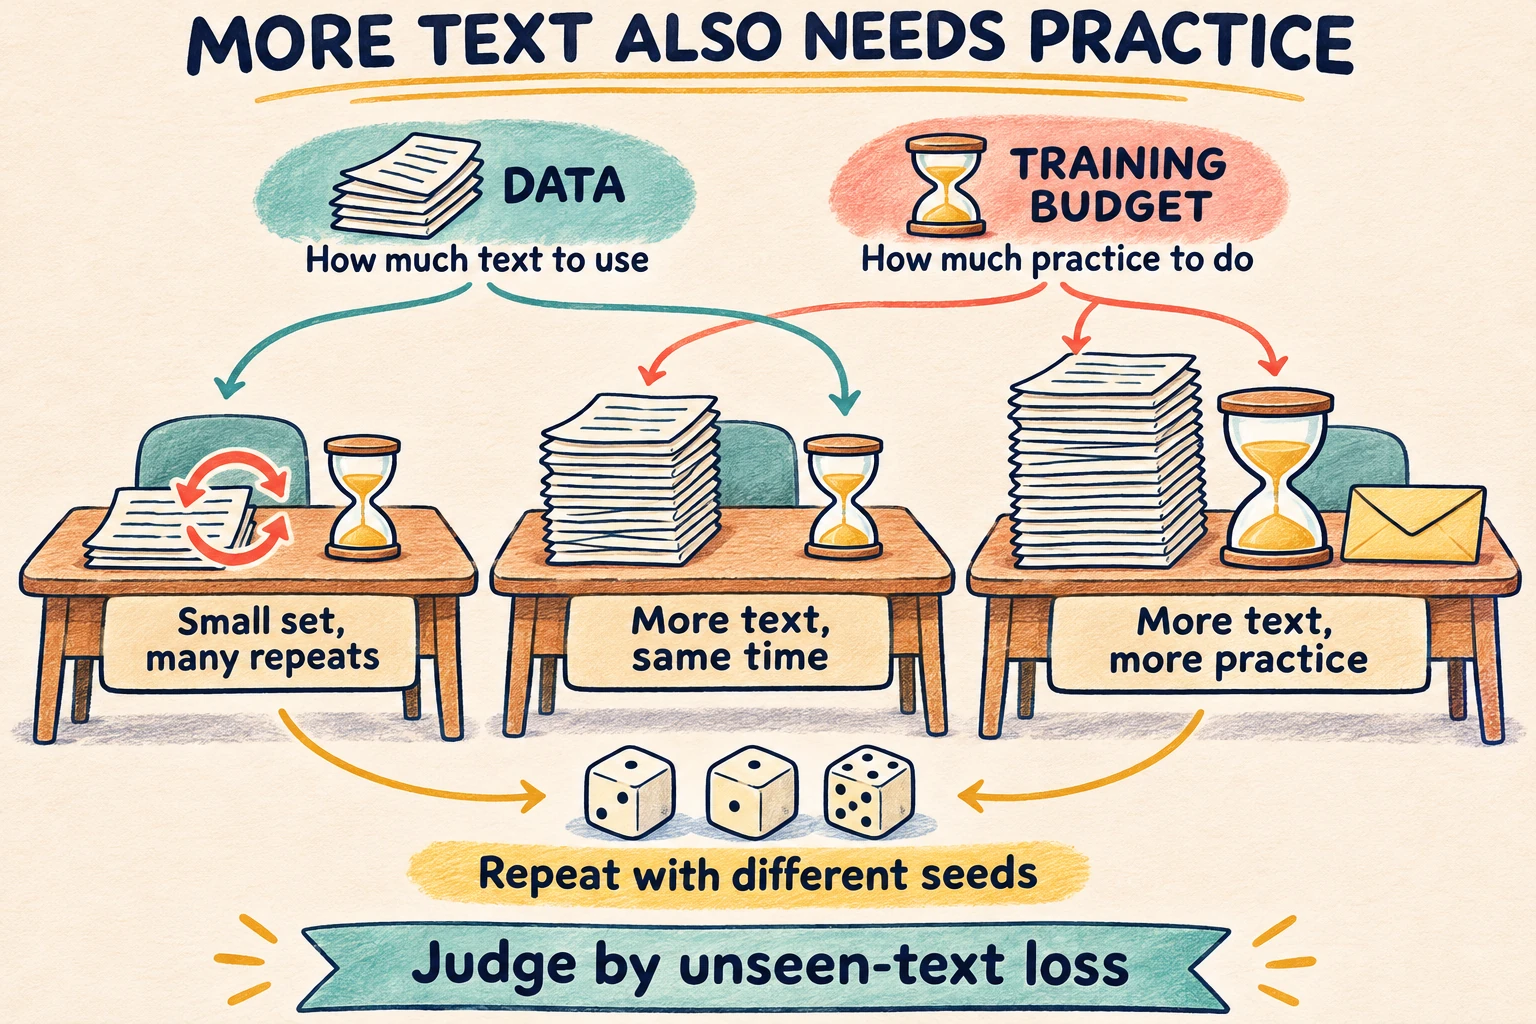 MORE TEXT ALSO NEEDS PRACTICE
DATA
How much text to use
TRAINING
BUDGET
How much practice to do
Small set,
many repeats
More text,
same time
More text,
more practice
Repeat with different seeds
Judge by unseen-text loss